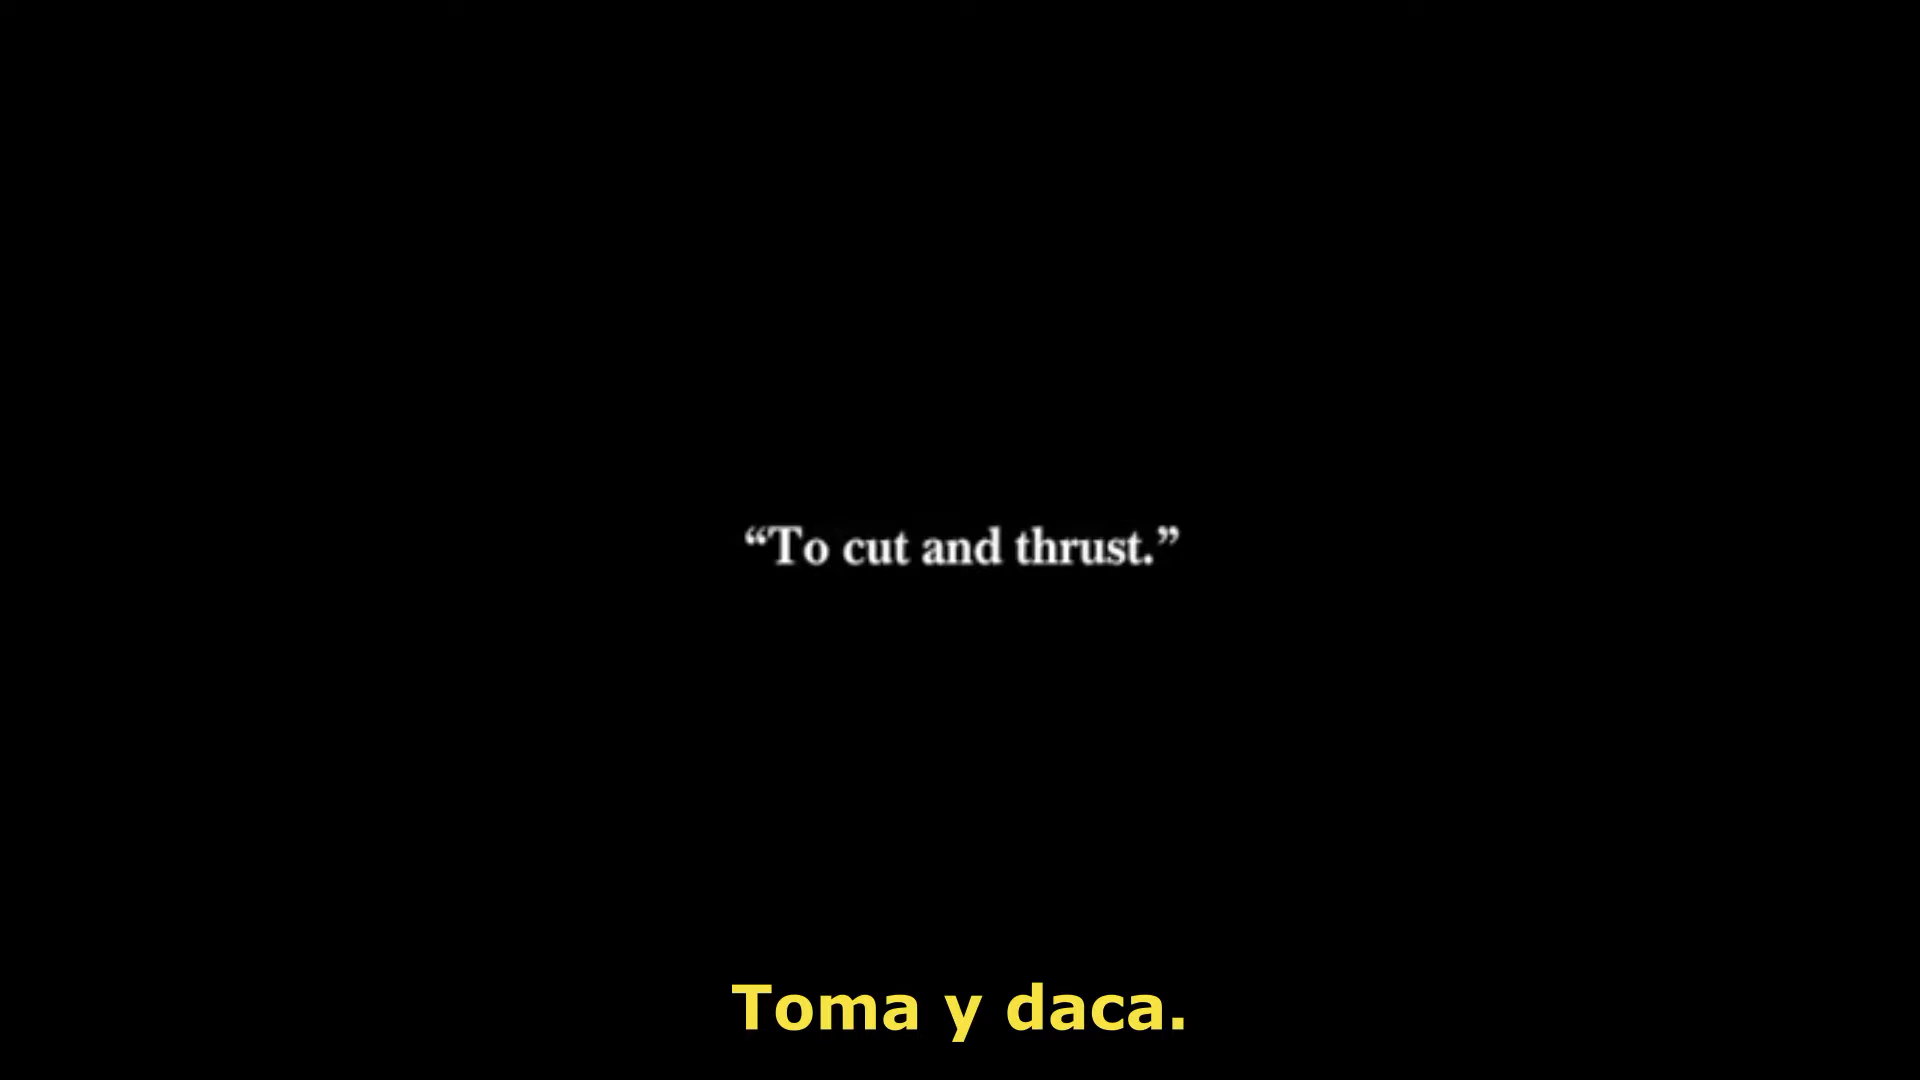 “To cut and thrust.”
Toma y daca.